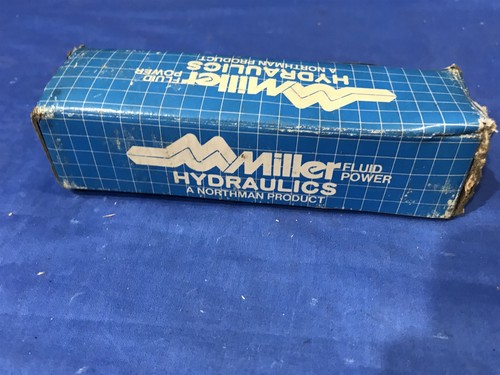 Miller FLUID POWER
HYDRAULICS
A NORTHMAN PRODUCT
Miller FLUID POWER
HYDRAULICS
A NORTHMAN PRODUCT